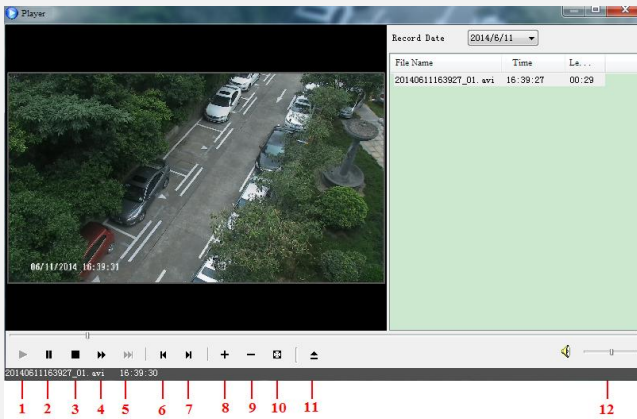 Player
Record Date 2014/6/11
File Name Time Le...
20140611163927_01.avi 16:39:27 00:29
06/11/2014 16:39:31
20140611163927_01.avi 16:39:30
1 2 3 4 5 6 7 8 9 10 11 12